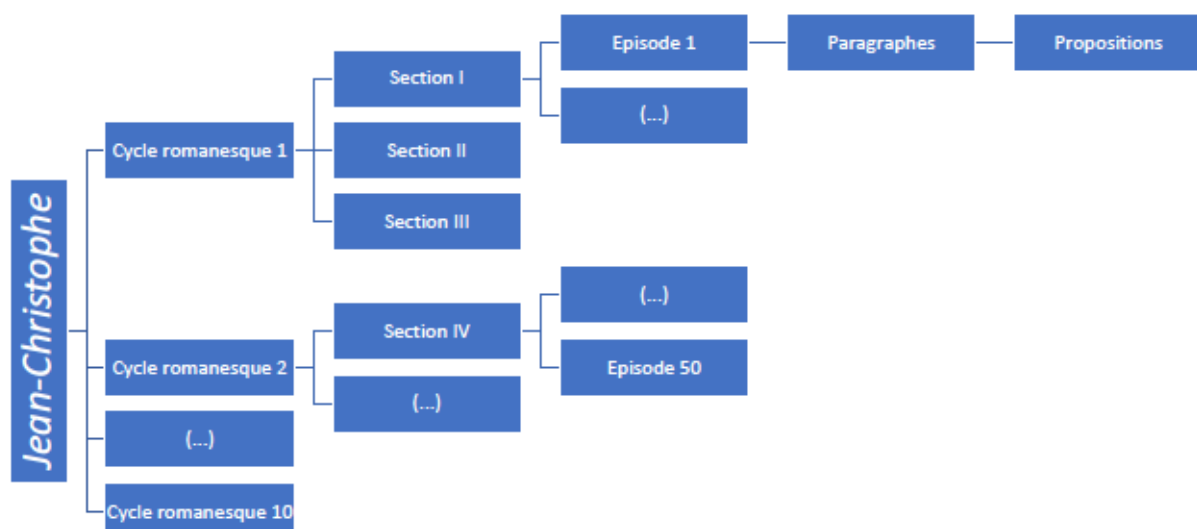 Jean-Christophe
Cycle romanesque 1
Section I
Episode 1
Paragraphes
Propositions
(...)
Section II
Section III
Cycle romanesque 2
Section IV
(...)
Episode 50
(...)
(...)
Cycle romanesque 10